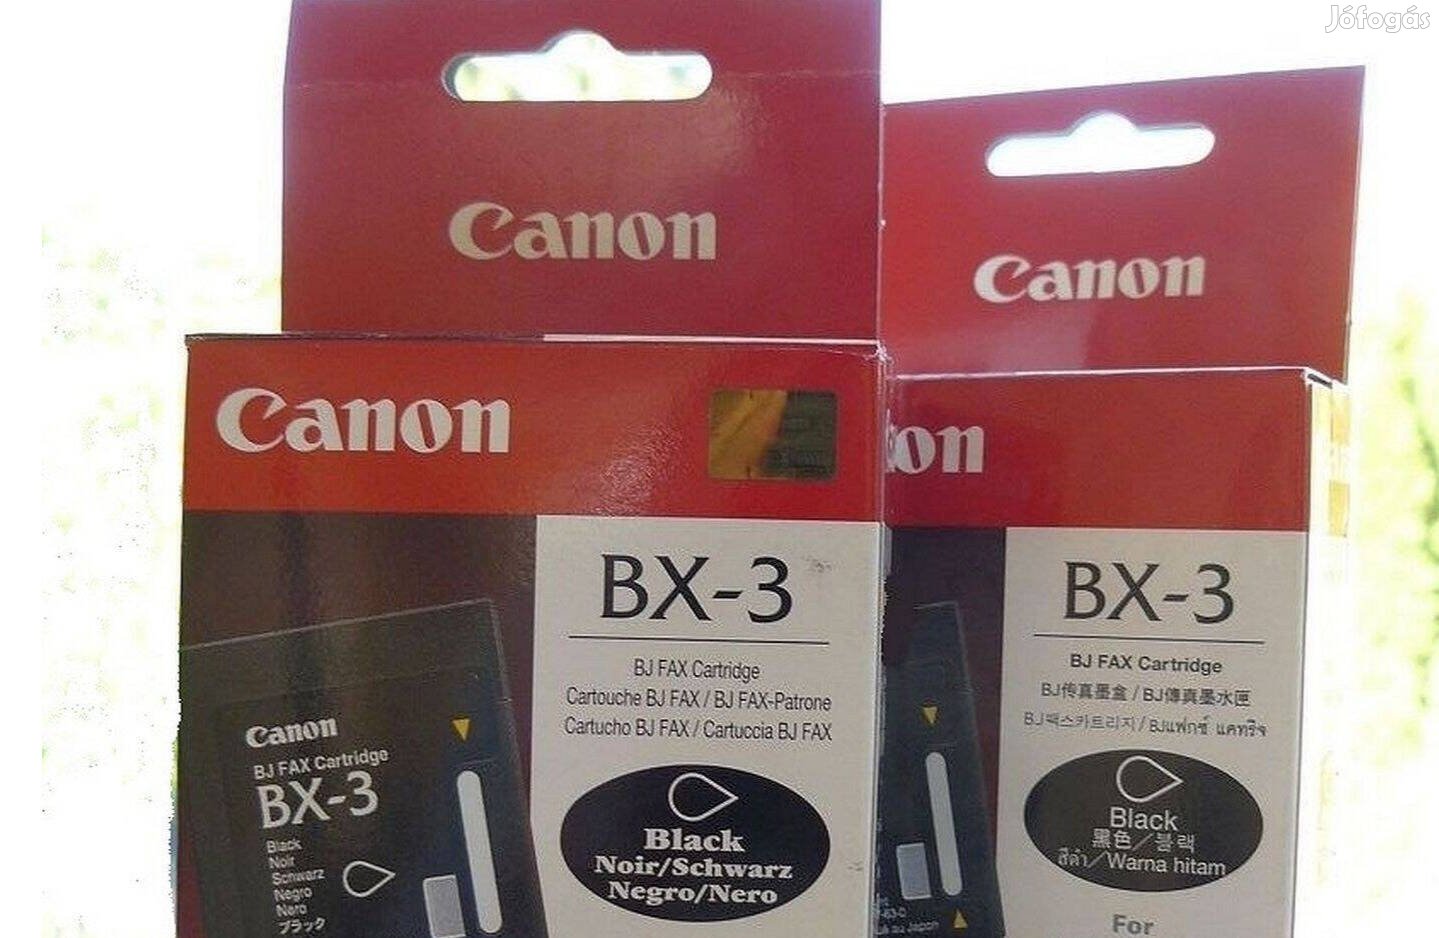 Jófogás
Canon
Canon
Canon
BX-3
BJ FAX Cartridge
Cartouche BJ FAX / BJ FAX-Patrone
Cartucho BJ FAX / Cartuccia BJ FAX
Black
Noir/Schwarz
Negro/Nero
Canon
BJ FAX Cartridge
BX-3
Black
Noir
Schwarz
Negro
Nero
ブラック
Canon
on
BX-3
BJ FAX Cartridge
BJ传真墨盒 / BJ傳真墨水匣
BJ팩스카트리지 / BJแฟกซ์ แคทริจ
Black
黑色／블랙
สีดำ／Warna hitam
For